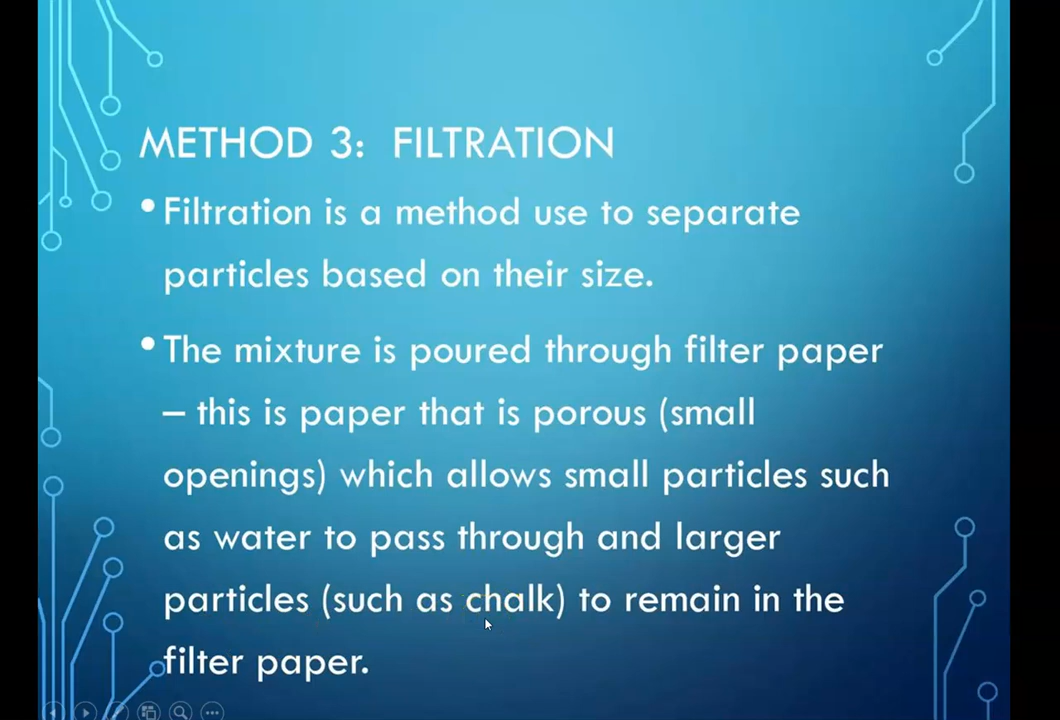 METHOD 3: FILTRATION
• Filtration is a method use to separate
particles based on their size.
• The mixture is poured through filter paper
– this is paper that is porous (small
openings) which allows small particles such
as water to pass through and larger
particles (such as chalk) to remain in the
filter paper.